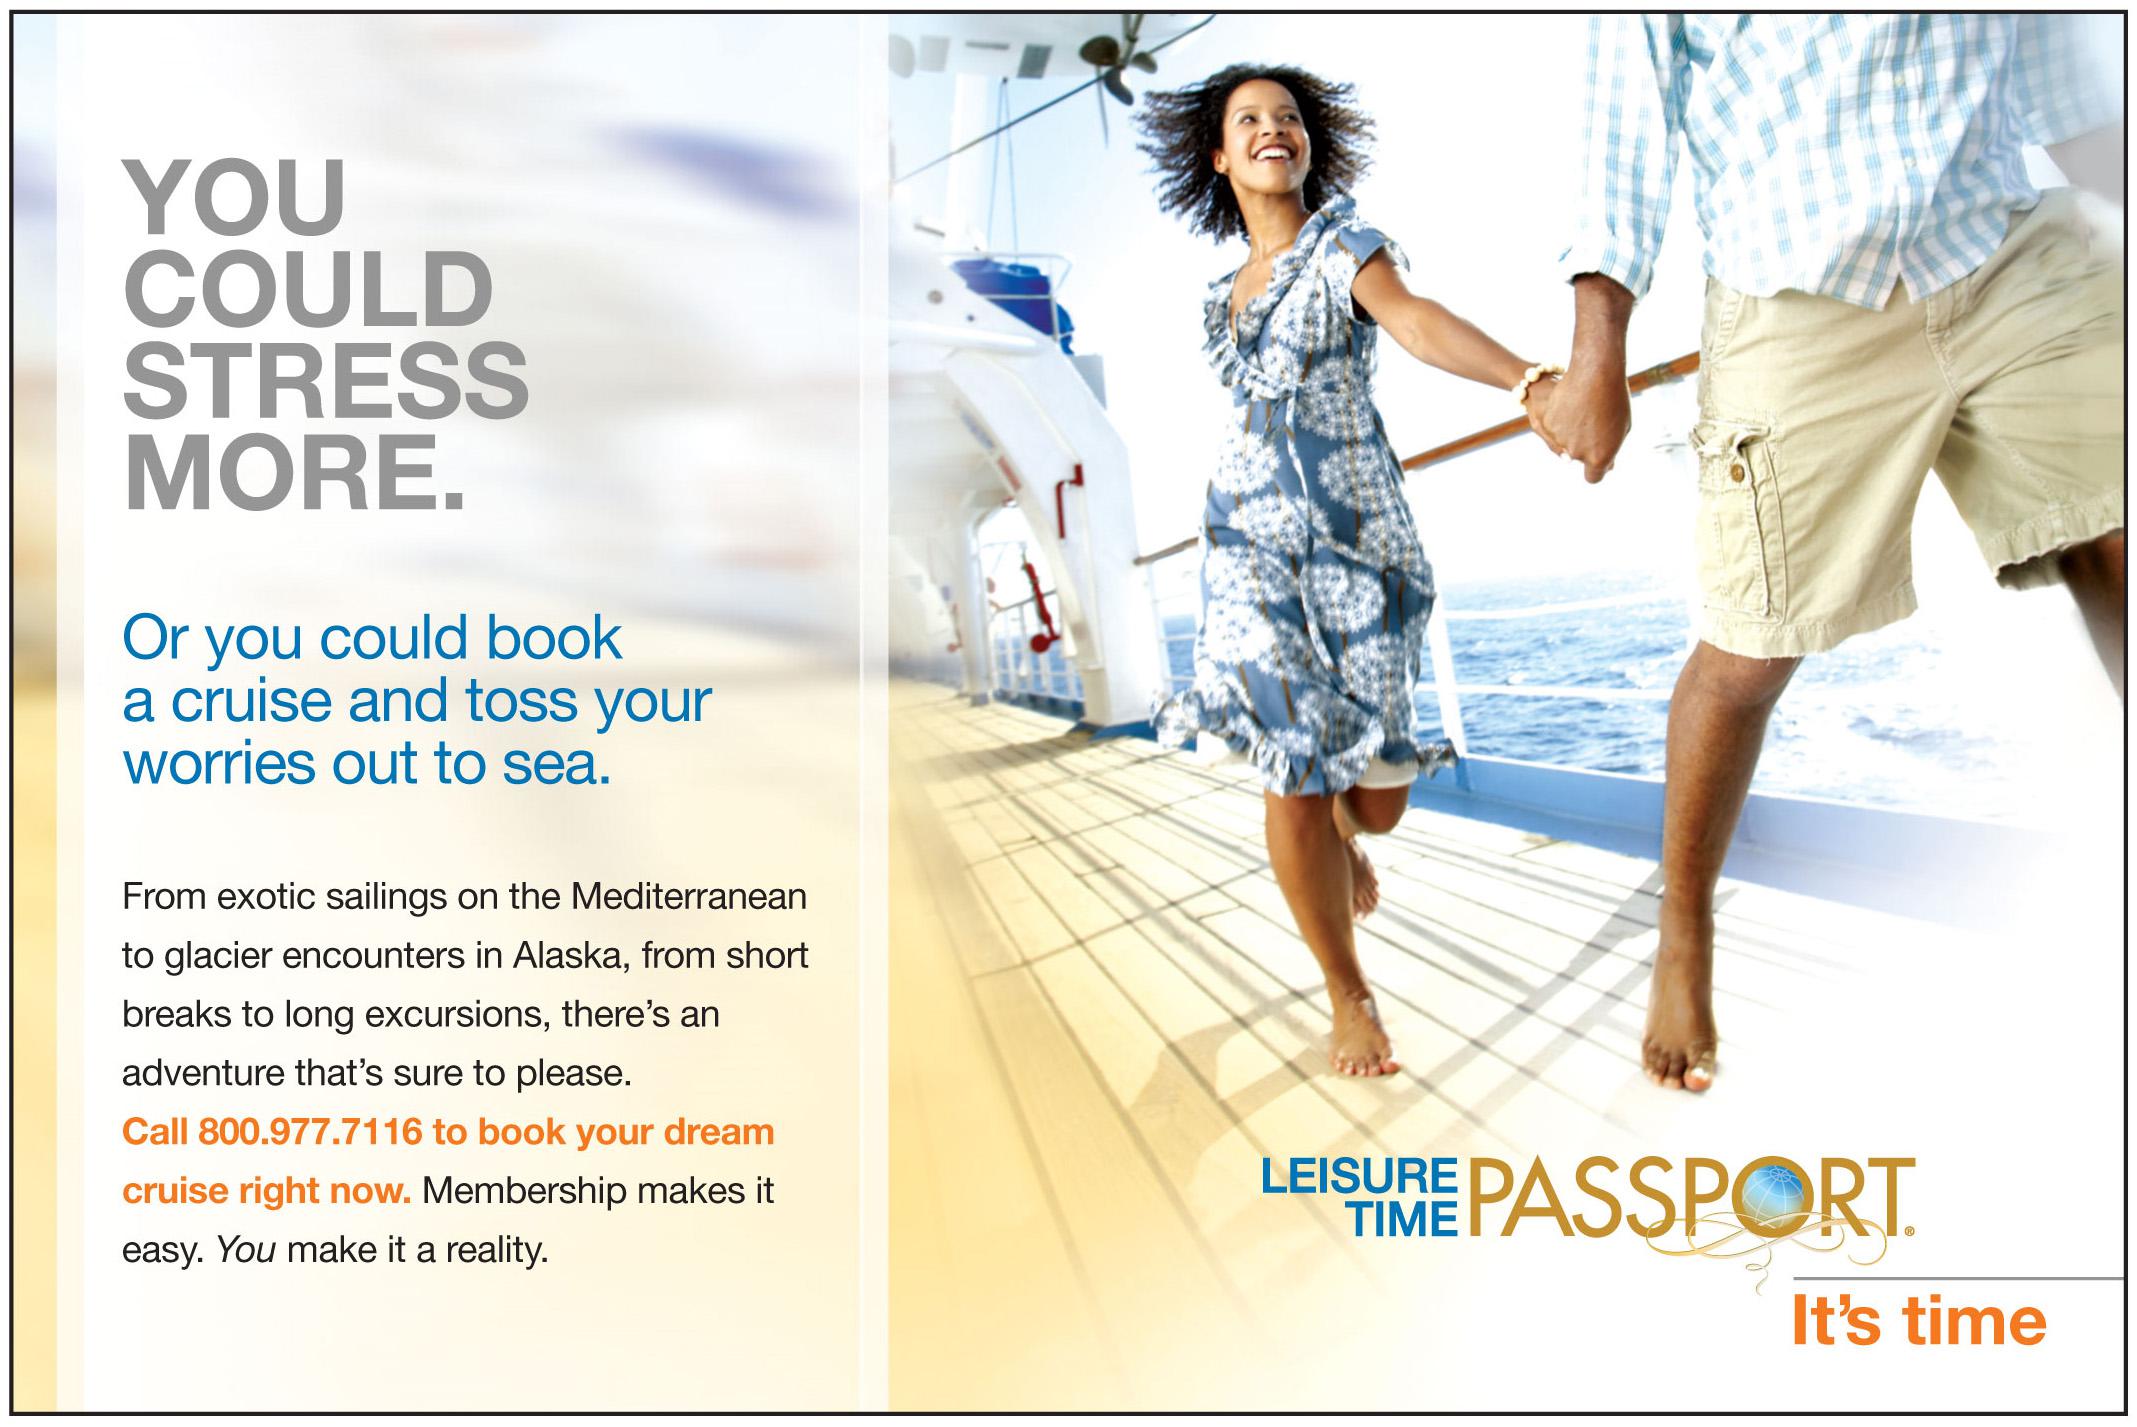 YOU
COULD
STRESS
MORE.
Or you could book
a cruise and toss your
worries out to sea.
From exotic sailings on the Mediterranean
to glacier encounters in Alaska, from short
breaks to long excursions, there’s an
adventure that’s sure to please.
Call 800.977.7116 to book your dream
cruise right now. Membership makes it
easy. You make it a reality.
LEISURE
TIME PASSPORT®
It’s time